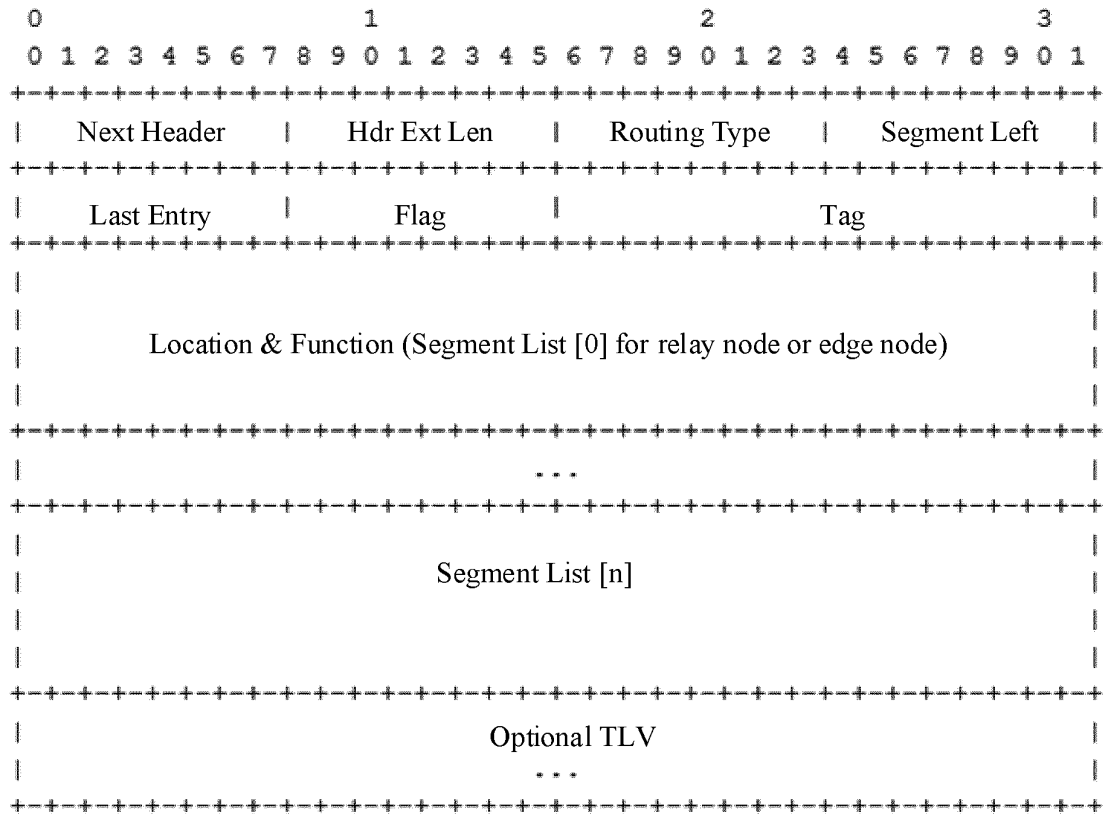 0 1 2 3
0 1 2 3 4 5 6 7 8 9 0 1 2 3 4 5 6 7 8 9 0 1 2 3 4 5 6 7 8 9 0 1
+-+-+-+-+-+-+-+-+-+-+-+-+-+-+-+-+-+-+-+-+-+-+-+-+-+-+-+-+-+-+-+-+
| Next Header | Hdr Ext Len | Routing Type | Segment Left |
+-+-+-+-+-+-+-+-+-+-+-+-+-+-+-+-+-+-+-+-+-+-+-+-+-+-+-+-+-+-+-+-+
| Last Entry | Flag | Tag |
+-+-+-+-+-+-+-+-+-+-+-+-+-+-+-+-+-+-+-+-+-+-+-+-+-+-+-+-+-+-+-+-+
| |
| |
| Location & Function (Segment List [0] for relay node or edge node) |
| |
+-+-+-+-+-+-+-+-+-+-+-+-+-+-+-+-+-+-+-+-+-+-+-+-+-+-+-+-+-+-+-+-+
| ... |
+-+-+-+-+-+-+-+-+-+-+-+-+-+-+-+-+-+-+-+-+-+-+-+-+-+-+-+-+-+-+-+-+
| |
| Segment List [n] |
| |
| |
+-+-+-+-+-+-+-+-+-+-+-+-+-+-+-+-+-+-+-+-+-+-+-+-+-+-+-+-+-+-+-+-+
| Optional TLV |
| ... |
+-+-+-+-+-+-+-+-+-+-+-+-+-+-+-+-+-+-+-+-+-+-+-+-+-+-+-+-+-+-+-+-+